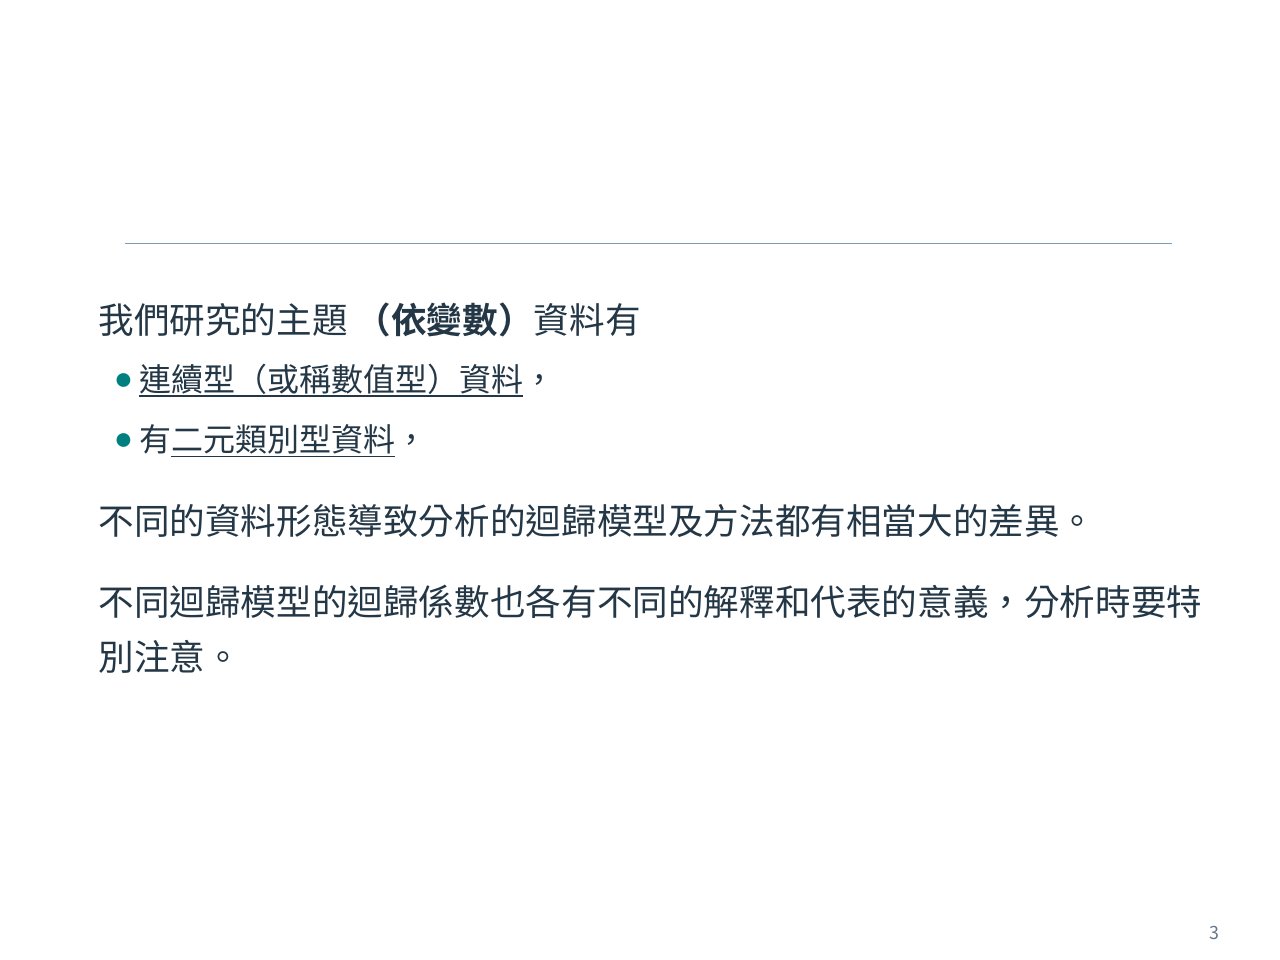 我們研究的主題（依變數）資料有
● 連續型（或稱數值型）資料，
● 有二元類別型資料，
不同的資料形態導致分析的迴歸模型及方法都有相當大的差異。
不同迴歸模型的迴歸係數也各有不同的解釋和代表的意義，分析時要特
別注意。
3